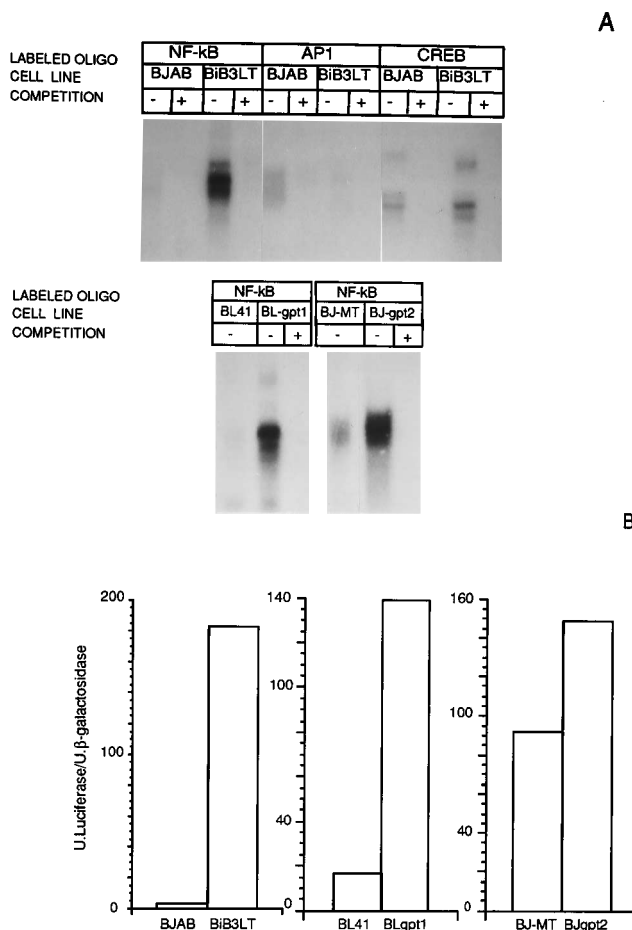 A
LABELED OLIGO NF-kB AP1 CREB
CELL LINE BJAB BiB3LT BJAB BiB3LT BJAB BiB3LT
COMPETITION - + - + - + - + - + - +
LABELED OLIGO NF-kB NF-kB
CELL LINE BL41 BL-gpt1 BJ-MT BJ-gpt2
COMPETITION - - + - - +
B
U.Luciferase/U.β-galactosidase
200 140 160
100 100 100
40 40
0 0 0
BJAB BiB3LT BL41 BLgpt1 BJ-MT BJgpt2